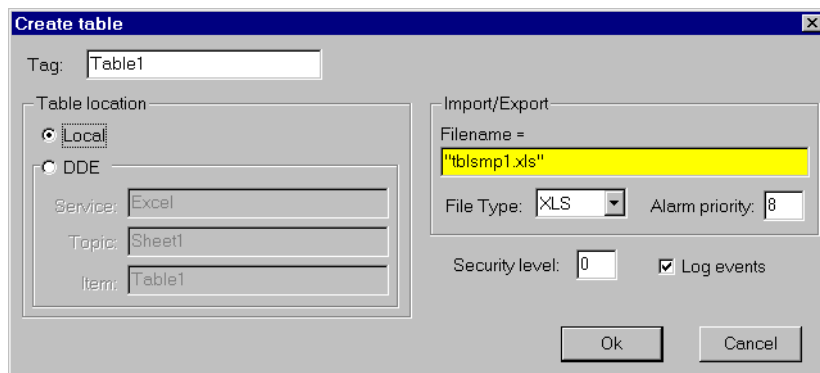 Create table
Tag: Table1
Table location
Local
DDE
Service: Excel
Topic: Sheet1
Item: Table1
Import/Export
Filename =
"tblsmp1.xls"
File Type: XLS Alarm priority: 8
Security level: 0 Log events
Ok Cancel